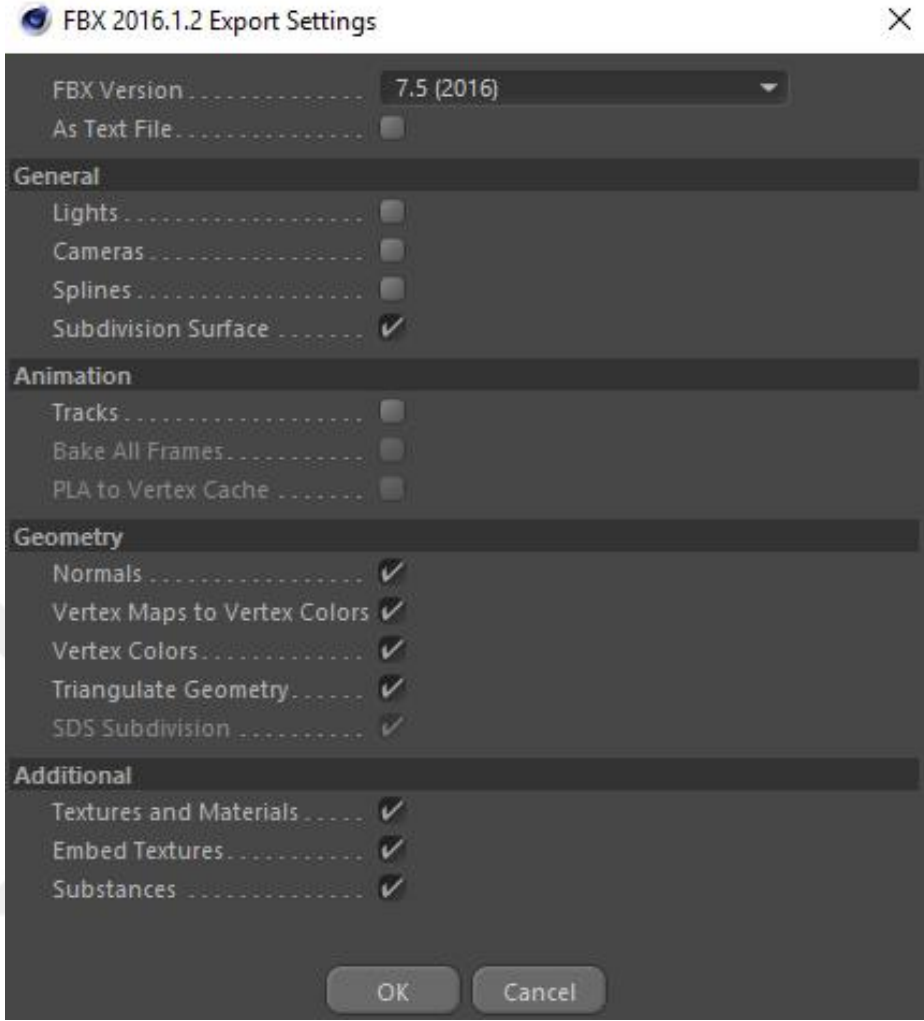 FBX 2016.1.2 Export Settings
FBX Version . . . . . . . . . . . . . . 7.5 (2016)
As Text File. . . . . . . . . . . . . . .
General
Lights . . . . . . . . . . . . . . . . . . .
Cameras . . . . . . . . . . . . . . . . .
Splines. . . . . . . . . . . . . . . . . .
Subdivision Surface . . . . . . .
Animation
Tracks . . . . . . . . . . . . . . . . . .
Bake All Frames. . . . . . . . . . .
PLA to Vertex Cache . . . . . . .
Geometry
Normals . . . . . . . . . . . . . . . .
Vertex Maps to Vertex Colors
Vertex Colors. . . . . . . . . . . . .
Triangulate Geometry. . . . . .
SDS Subdivision . . . . . . . . . .
Additional
Textures and Materials . . . . .
Embed Textures. . . . . . . . . . .
Substances . . . . . . . . . . . . . .
OK Cancel